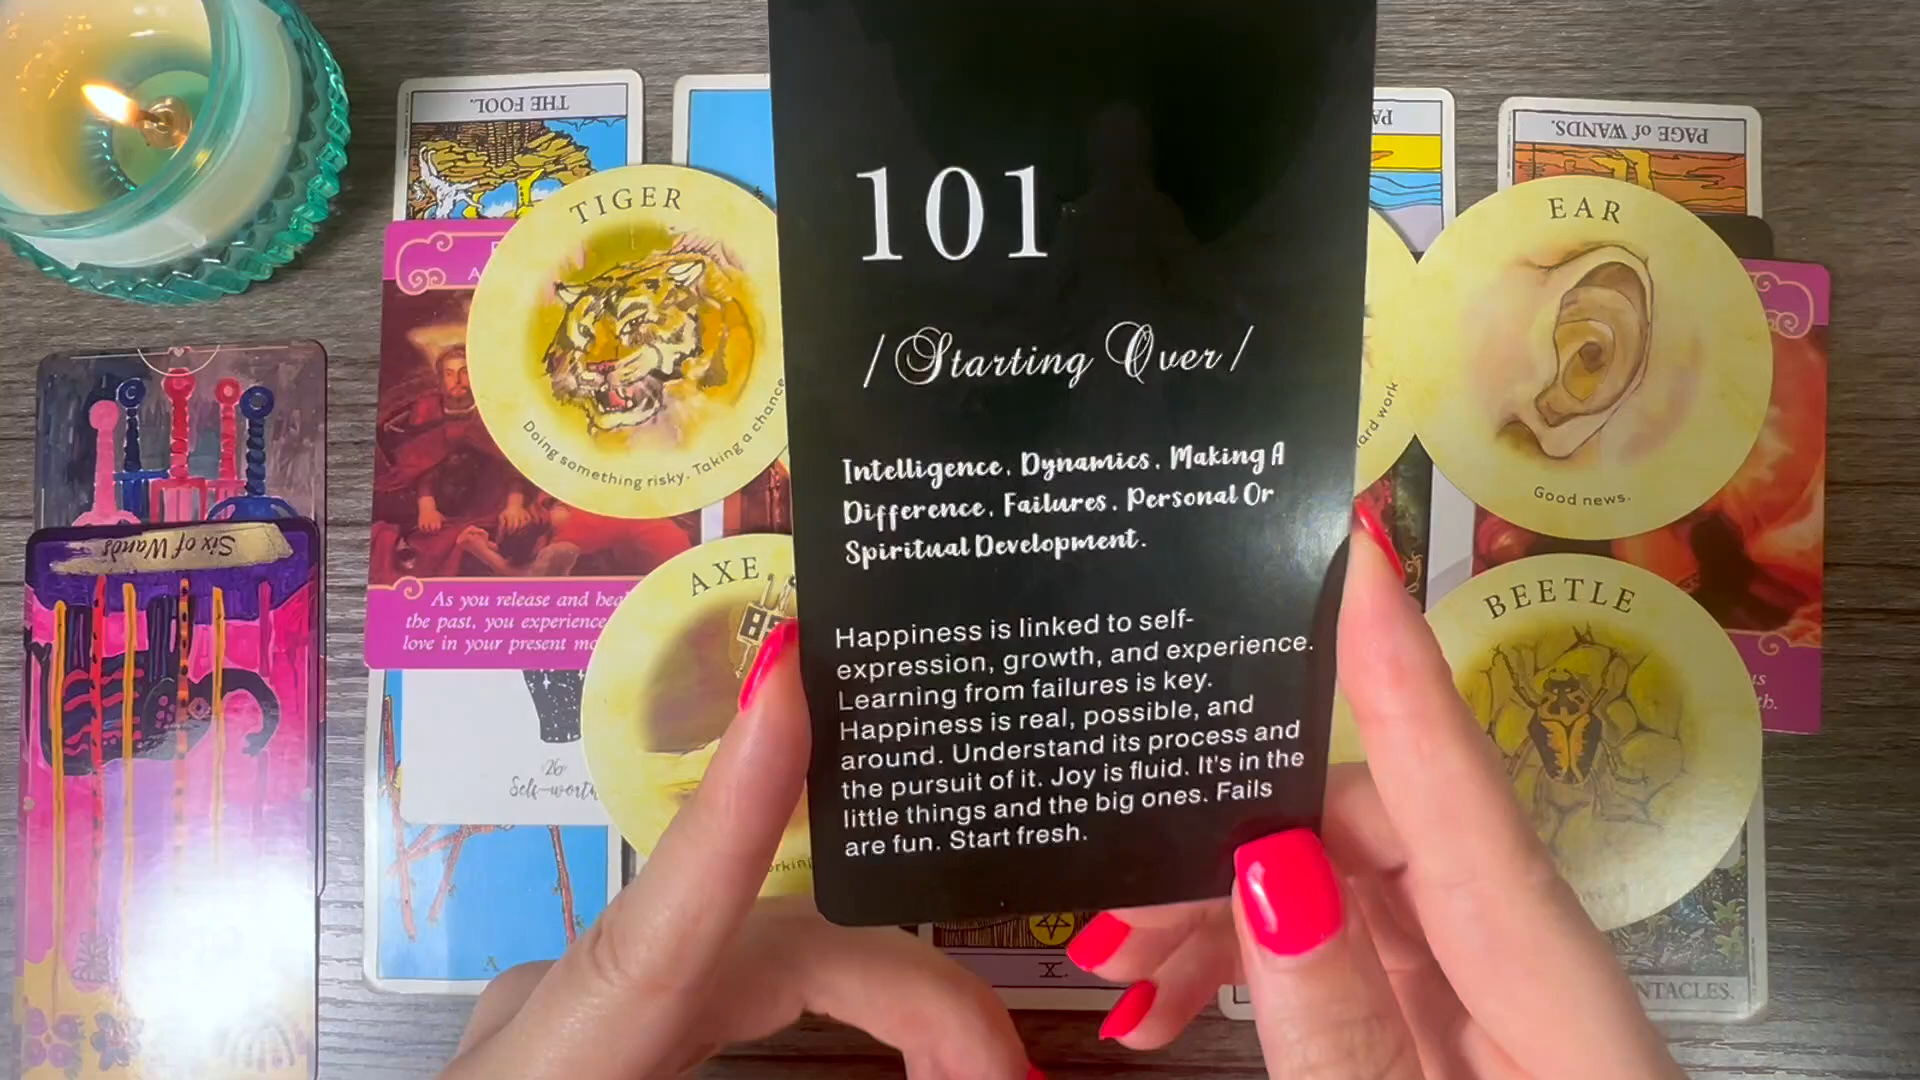 THE FOOL.
PAGE of WANDS.
TIGER
Doing something risky. Taking a chance
EAR
Good news.
101
/Starting Over/
Intelligence, Dynamics, Making A
Difference, Failures, Personal Or
Spiritual Development.
Happiness is linked to self-
expression, growth, and experience.
Learning from failures is key.
Happiness is real, possible, and
around. Understand its process and
the pursuit of it. Joy is fluid. It's in the
little things and the big ones. Fails
are fun. Start fresh.
ard work
Six of Wands
AXE
As you release and hea
the past, you experience
love in your present mo
BEETLE
26
Self-worth
orking
X.
NTACLES.